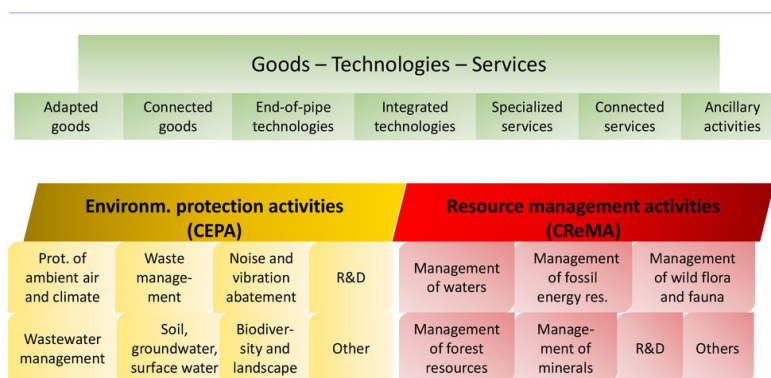 Goods – Technologies – Services
Adapted
goods
Connected
goods
End-of-pipe
technologies
Integrated
technologies
Specialized
services
Connected
services
Ancillary
activities
Environm. protection activities
(CEPA)
Resource management activities
(CReMA)
Prot. of
ambient air
and climate
Waste
manage-
ment
Noise and
vibration
abatement
R&D
Management
of waters
Management
of fossil
energy res.
Management
of wild flora
and fauna
Wastewater
management
Soil,
groundwater,
surface water
Biodiver-
sity and
landscape
Other
Management
of forest
resources
Manage-
ment of
minerals
R&D
Others